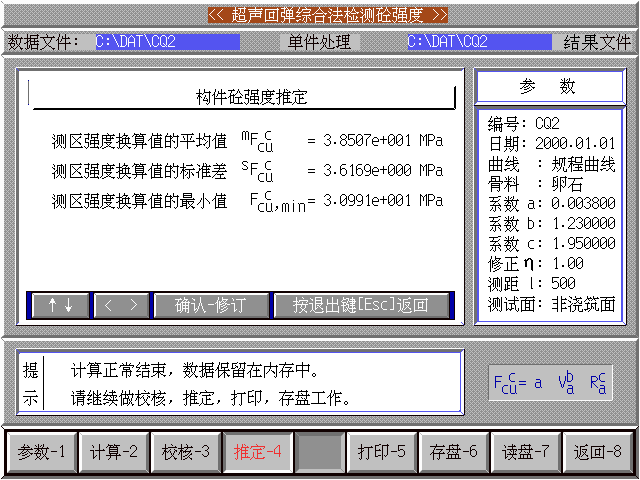 << 超声回弹综合法检测砼强度 >>
数据文件: C:\DAT\CQ2 单件处理 C:\DAT\CQ2 结果文件
构件砼强度推定
测区强度换算值的平均值 mFccu = 3.8507e+001 MPa
测区强度换算值的标准差 sFccu = 3.6169e+000 MPa
测区强度换算值的最小值 Fccu,min= 3.0991e+001 MPa
↑↓ < > 确认-修订 按退出键[Esc]返回
参 数
编号: CQ2
日期: 2000.01.01
曲线 : 规程曲线
骨料 : 卵石
系数 a: 0.003800
系数 b: 1.230000
系数 c: 1.950000
修正 η: 1.00
测距 l: 500
测试面: 非浇筑面
提示
计算正常结束，数据保留在内存中。
请继续做校核，推定，打印，存盘工作。
Fccu= a Vba Rca
参数-1 计算-2 校核-3 推定-4 打印-5 存盘-6 读盘-7 返回-8